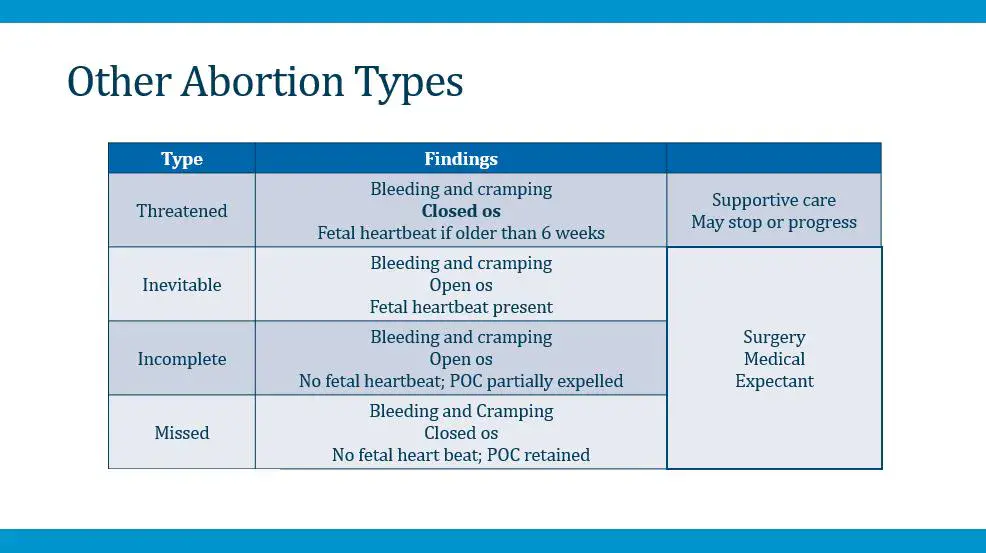 Other Abortion Types
Type
Findings
Threatened
Bleeding and cramping
Closed os
Fetal heartbeat if older than 6 weeks
Supportive care
May stop or progress
Inevitable
Bleeding and cramping
Open os
Fetal heartbeat present
Surgery
Medical
Expectant
Incomplete
Bleeding and cramping
Open os
No fetal heartbeat; POC partially expelled
Missed
Bleeding and Cramping
Closed os
No fetal heart beat; POC retained